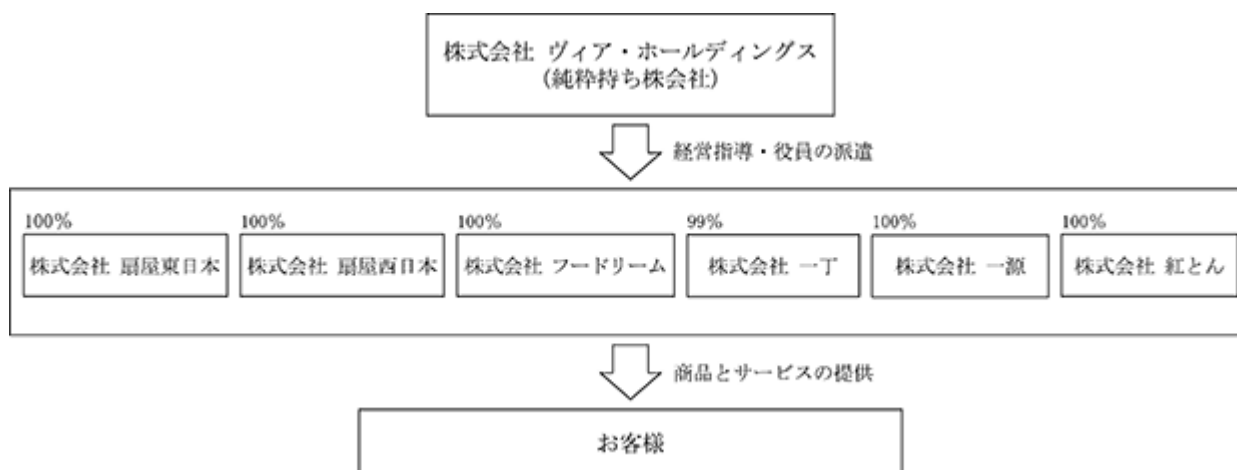 株式会社 ヴィア・ホールディングス
(純粋持ち株会社)
経営指導・役員の派遣
100%
100%
100%
99%
100%
100%
株式会社 扇屋東日本
株式会社 扇屋西日本
株式会社 フードリーム
株式会社 一丁
株式会社 一源
株式会社 紅とん
商品とサービスの提供
お客様